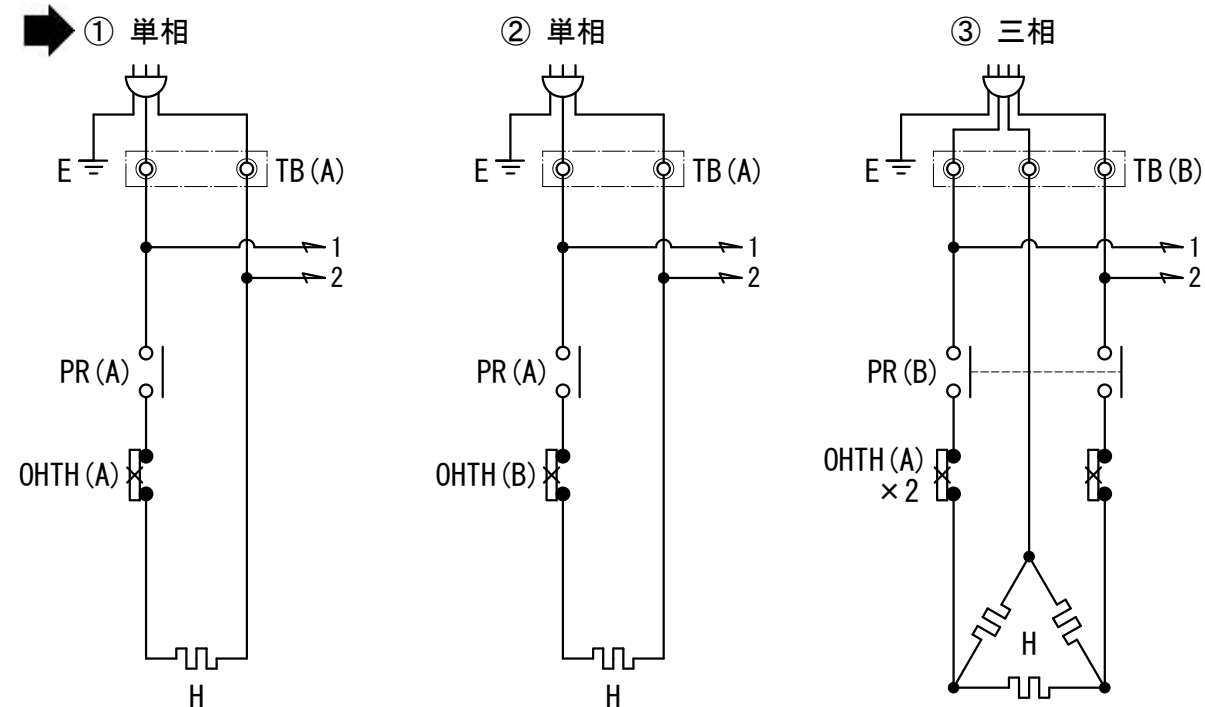 ① 単相
② 単相
③ 三相
E
TB(A)
1
2
PR(A)
OHTH(A)
H
E
TB(A)
1
2
PR(A)
OHTH(B)
H
E
TB(B)
1
2
PR(B)
OHTH(A)
×2
H